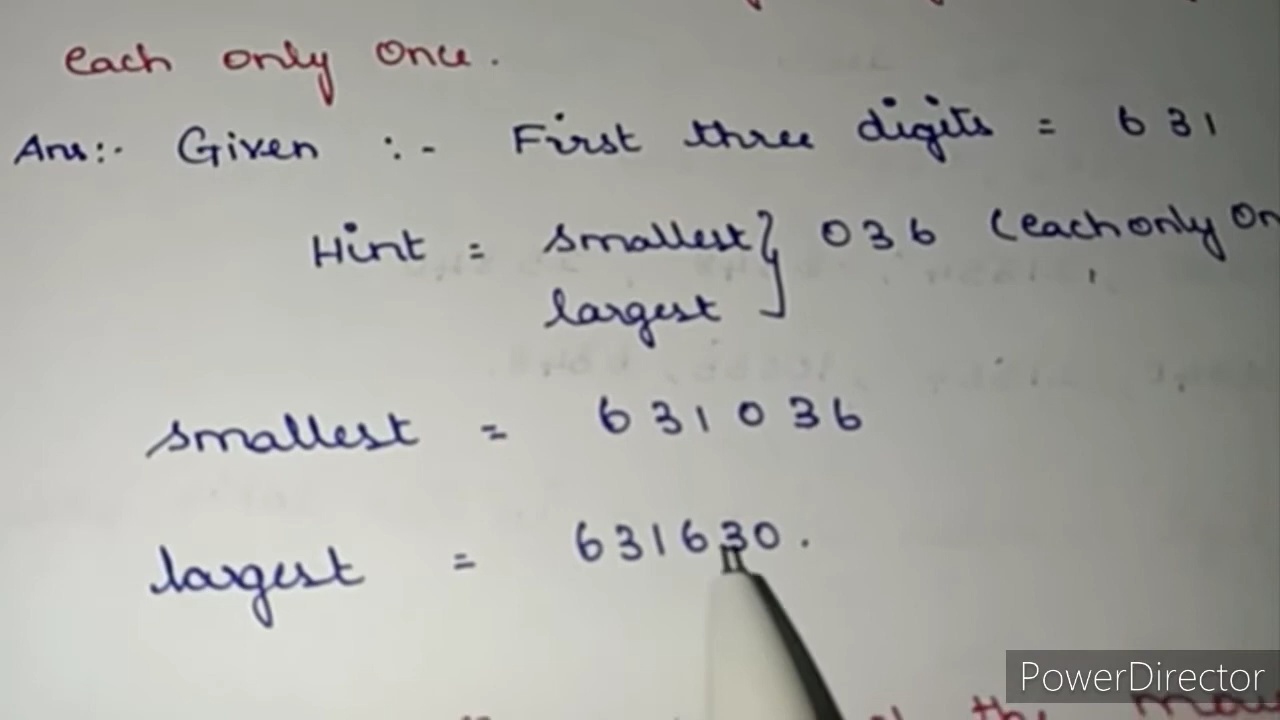 each only once.
Ans:- Given :- First three digits = 631
Hint = smallest } 036 (each only on
largest
smallest = 631036
largest = 631630.
the
PowerDirector